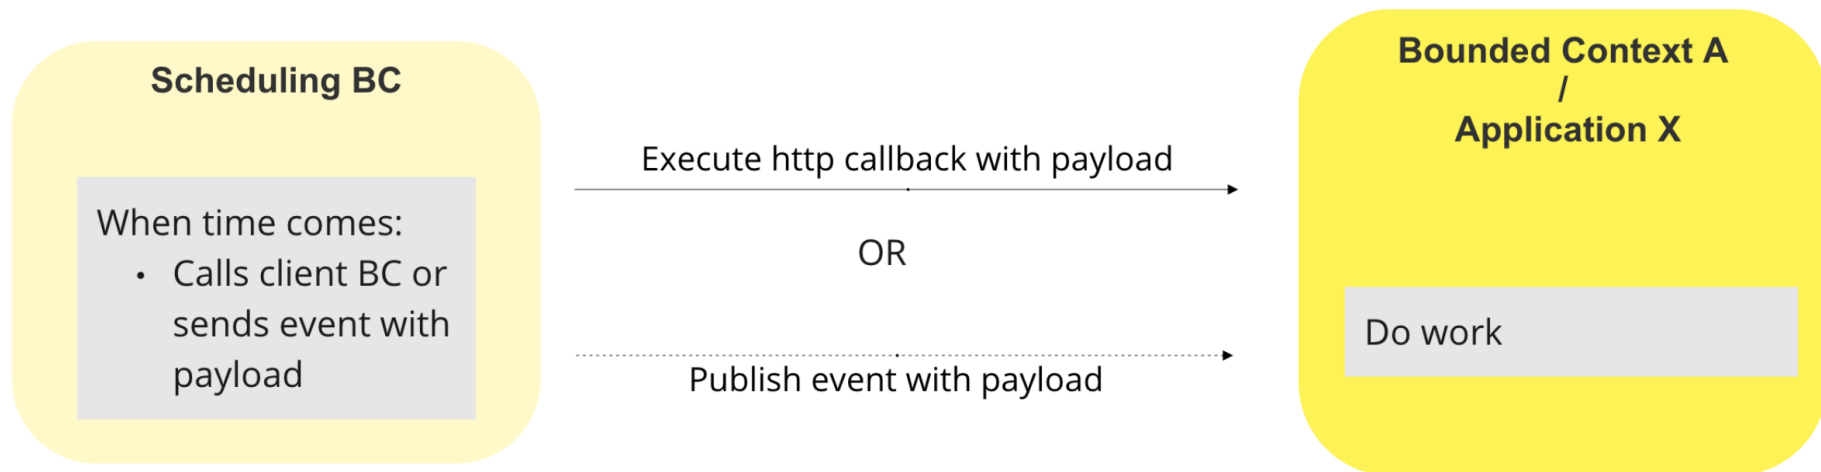 Scheduling BC
When time comes:
• Calls client BC or
sends event with
payload
Execute http callback with payload
OR
Publish event with payload
Bounded Context A
/
Application X
Do work